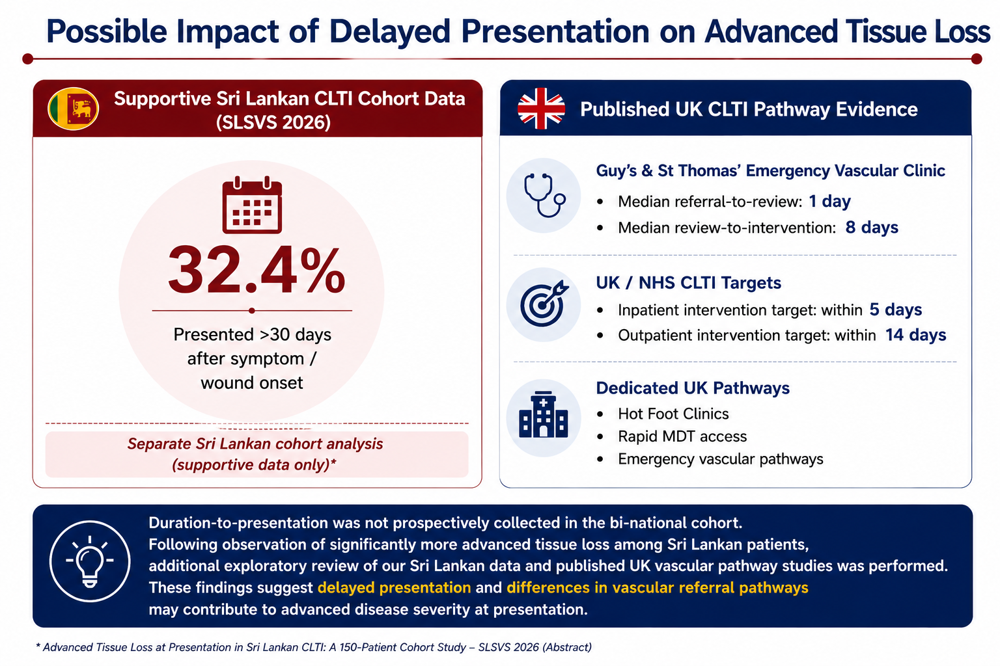 Possible Impact of Delayed Presentation on Advanced Tissue Loss
Supportive Sri Lankan CLTI Cohort Data
(SLSVS 2026)
32.4%
Presented >30 days
after symptom /
wound onset
Separate Sri Lankan cohort analysis
(supportive data only)*
Published UK CLTI Pathway Evidence
Guy’s & St Thomas’ Emergency Vascular Clinic
• Median referral-to-review: 1 day
• Median review-to-intervention: 8 days
UK / NHS CLTI Targets
• Inpatient intervention target: within 5 days
• Outpatient intervention target: within 14 days
Dedicated UK Pathways
• Hot Foot Clinics
• Rapid MDT access
• Emergency vascular pathways
Duration-to-presentation was not prospectively collected in the bi-national cohort.
Following observation of significantly more advanced tissue loss among Sri Lankan patients,
additional exploratory review of our Sri Lankan data and published UK vascular pathway studies was performed.
These findings suggest delayed presentation and differences in vascular referral pathways
may contribute to advanced disease severity at presentation.
* Advanced Tissue Loss at Presentation in Sri Lankan CLTI: A 150-Patient Cohort Study – SLSVS 2026 (Abstract)